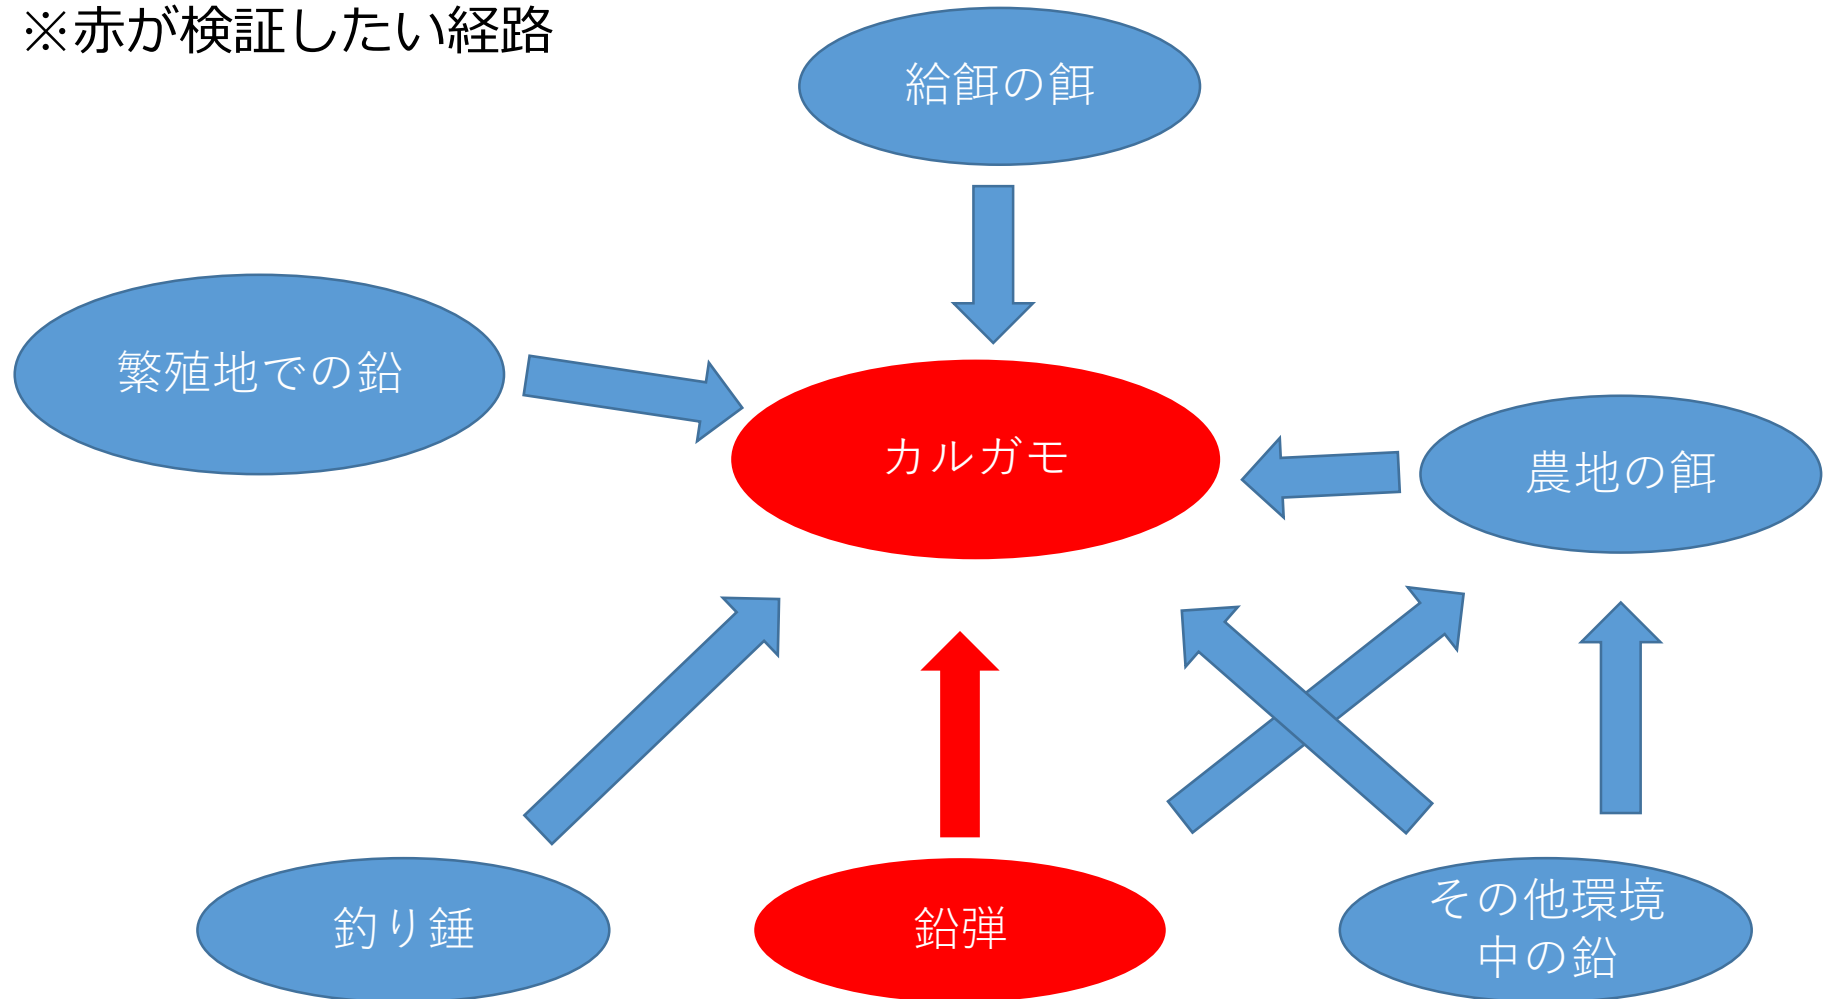 ※赤が検証したい経路
給餌の餌
繁殖地での鉛
カルガモ
農地の餌
釣り錘
鉛弾
その他環境
中の鉛